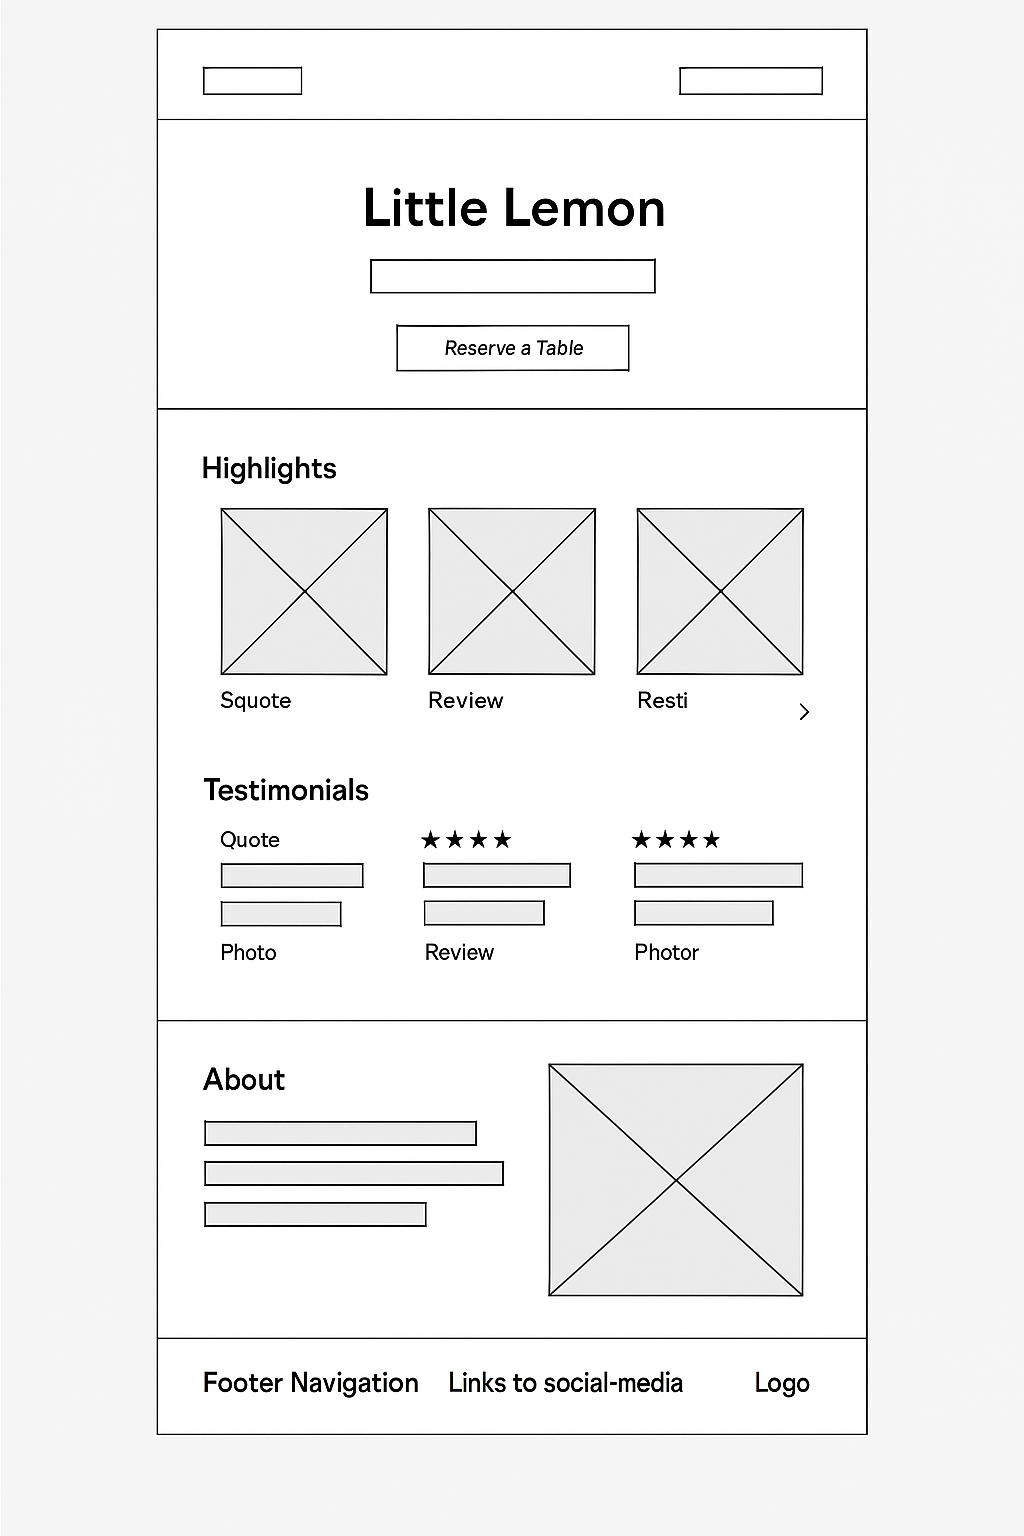 Little Lemon
Reserve a Table
Highlights
Squote Review Resti
Testimonials
Quote ★★★★ ★★★★
Photo Review Photor
About
Footer Navigation Links to social-media Logo